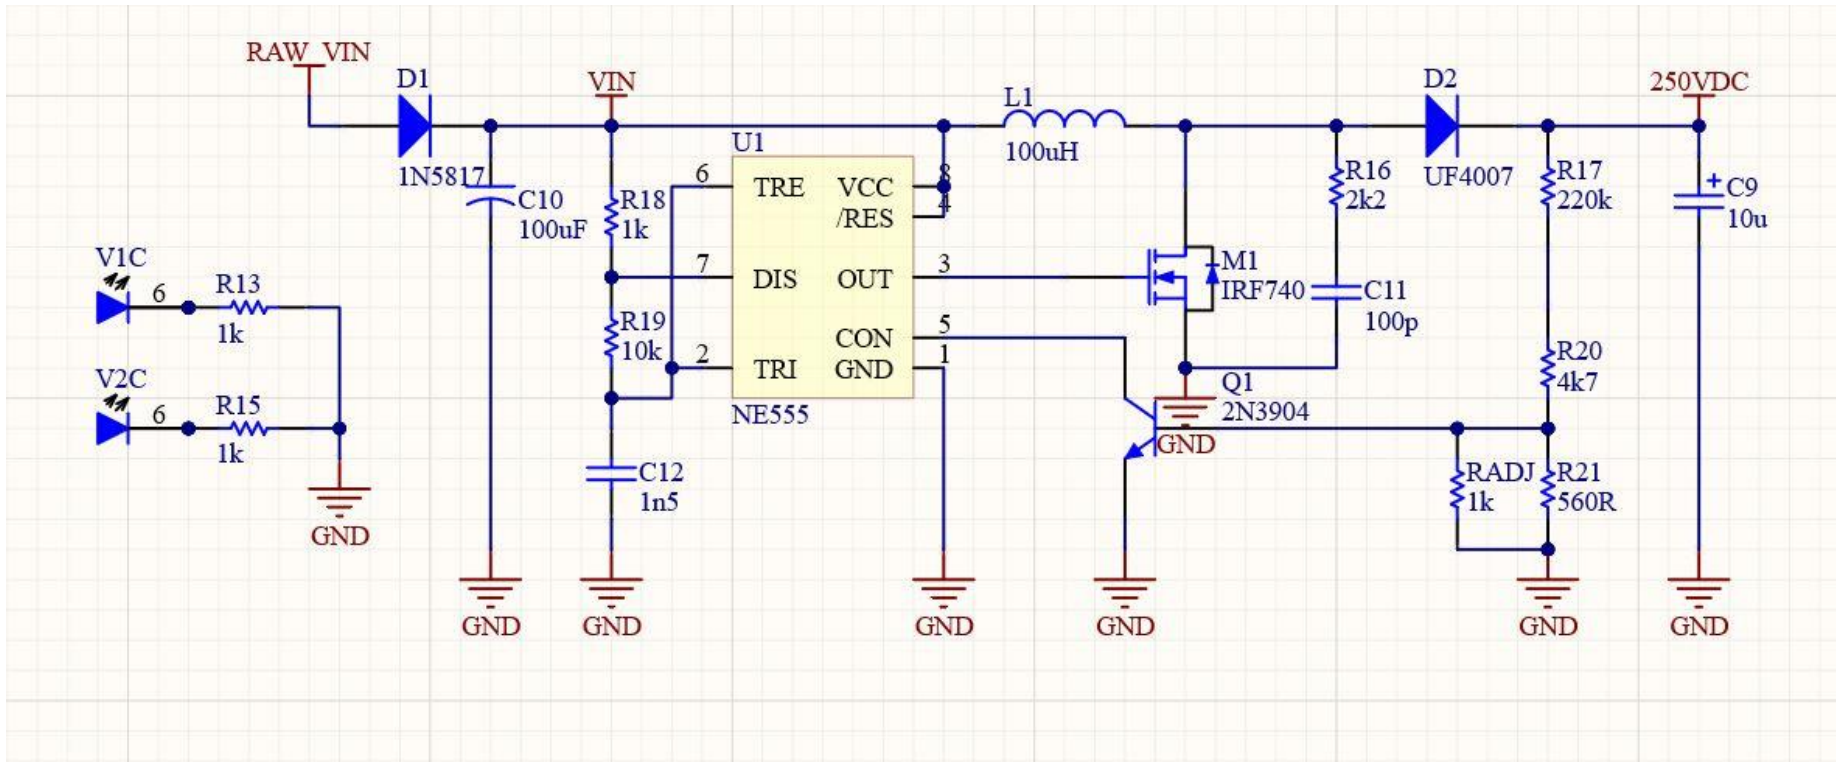 RAW_VIN
D1
1N5817
VIN
C10
100uF
R18
1k
R19
10k
C12
1n5
V1C
6
R13
1k
V2C
6
R15
1k
GND
GND
GND
U1
6
TRE
VCC
8
/RES
4
7
DIS
OUT
3
CON
5
2
TRI
GND
1
NE555
GND
L1
100uH
M1
IRF740
R16
2k2
C11
100p
GND
Q1
2N3904
GND
D2
UF4007
R17
220k
R20
4k7
RADJ
1k
R21
560R
GND
250VDC
+
C9
10u
GND